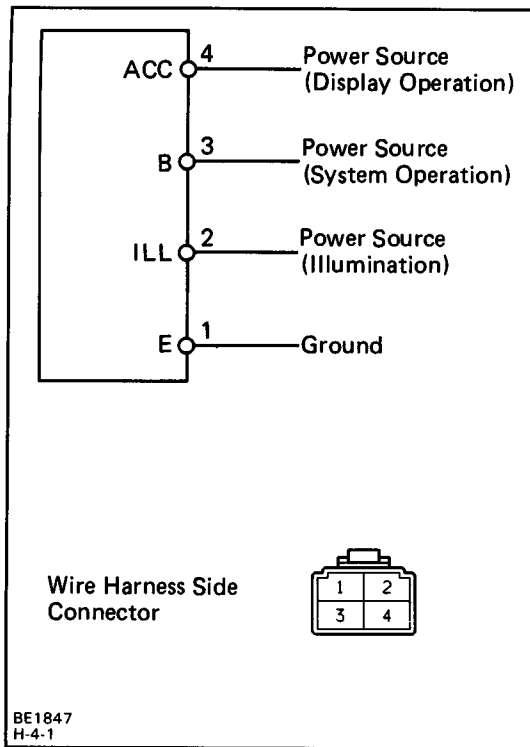 ACC 4 Power Source
(Display Operation)
B 3 Power Source
(System Operation)
ILL 2 Power Source
(Illumination)
E 1 Ground
Wire Harness Side
Connector
1 2
3 4
BE1847
H-4-1